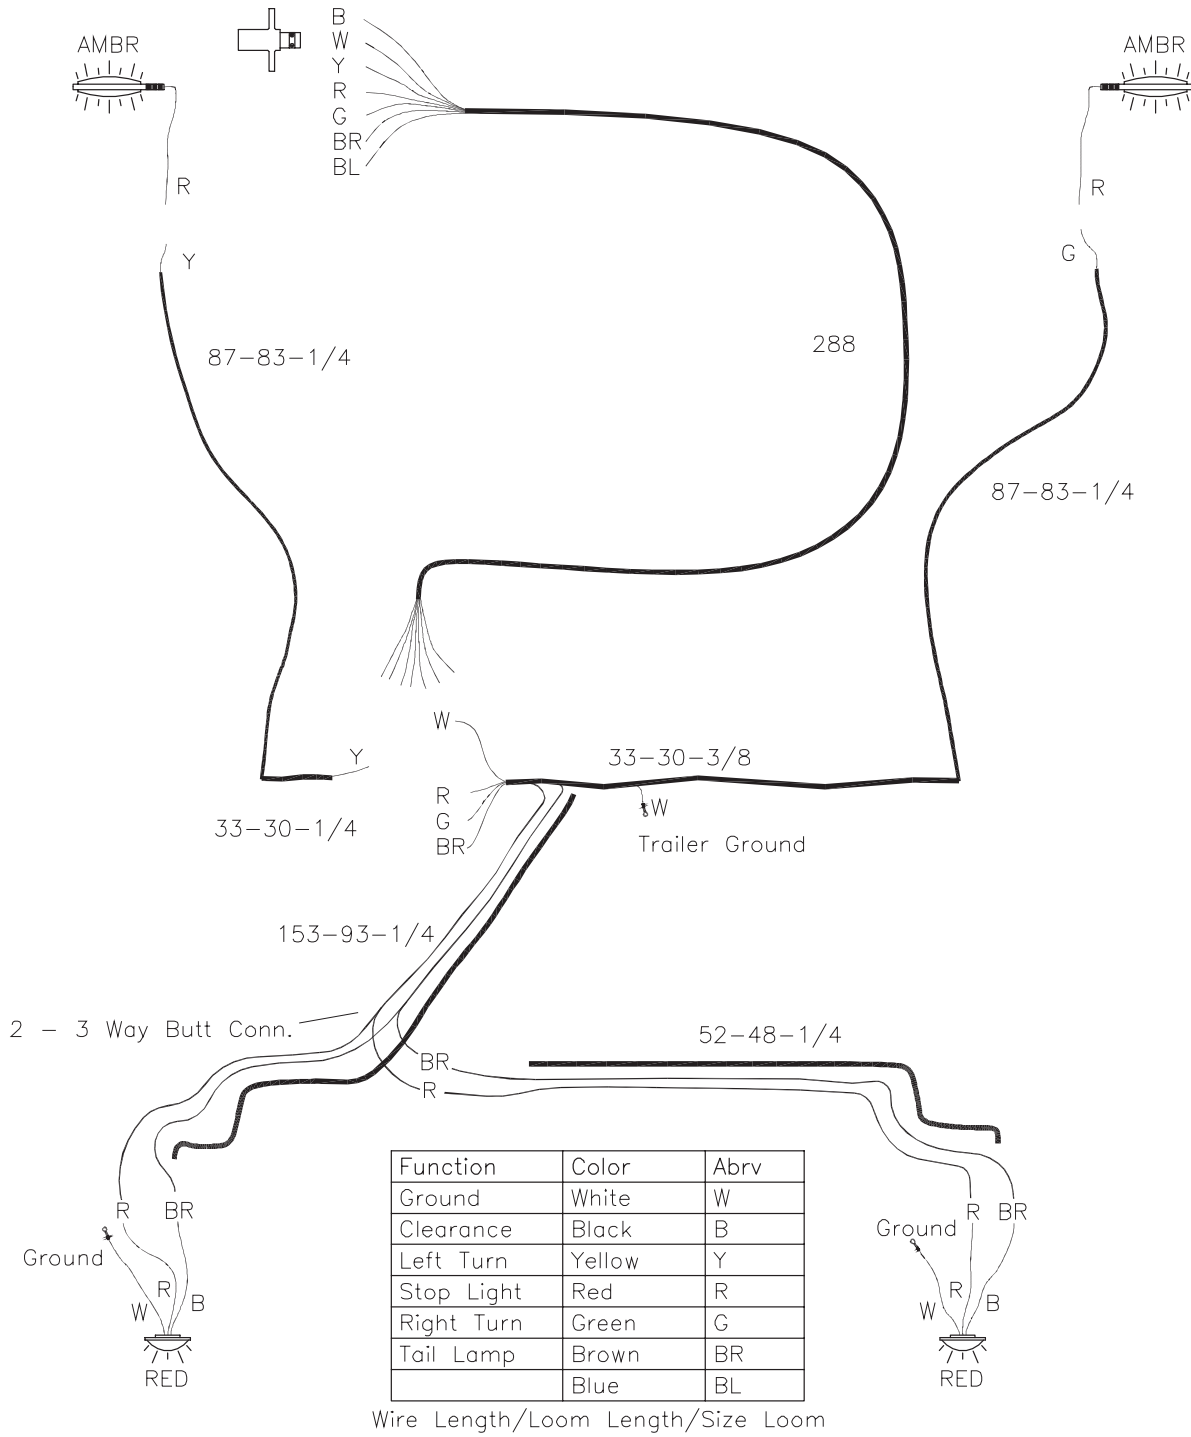 B
W
AMBR
AMBR
Y
R
G
BR
BL
R
R
Y
G
87-83-1/4
288
87-83-1/4
W
Y
33-30-3/8
R
W
G
33-30-1/4
BR
Trailer Ground
153-93-1/4
2 - 3 Way Butt Conn.
52-48-1/4
BR
R
Function Color Abrv
Ground White W
Clearance Black B
Left Turn Yellow Y
Stop Light Red R
Right Turn Green G
Tail Lamp Brown BR
Blue BL
Wire Length/Loom Length/Size Loom
R
BR
Ground
R
B
W
RED
R
BR
Ground
R
B
W
RED